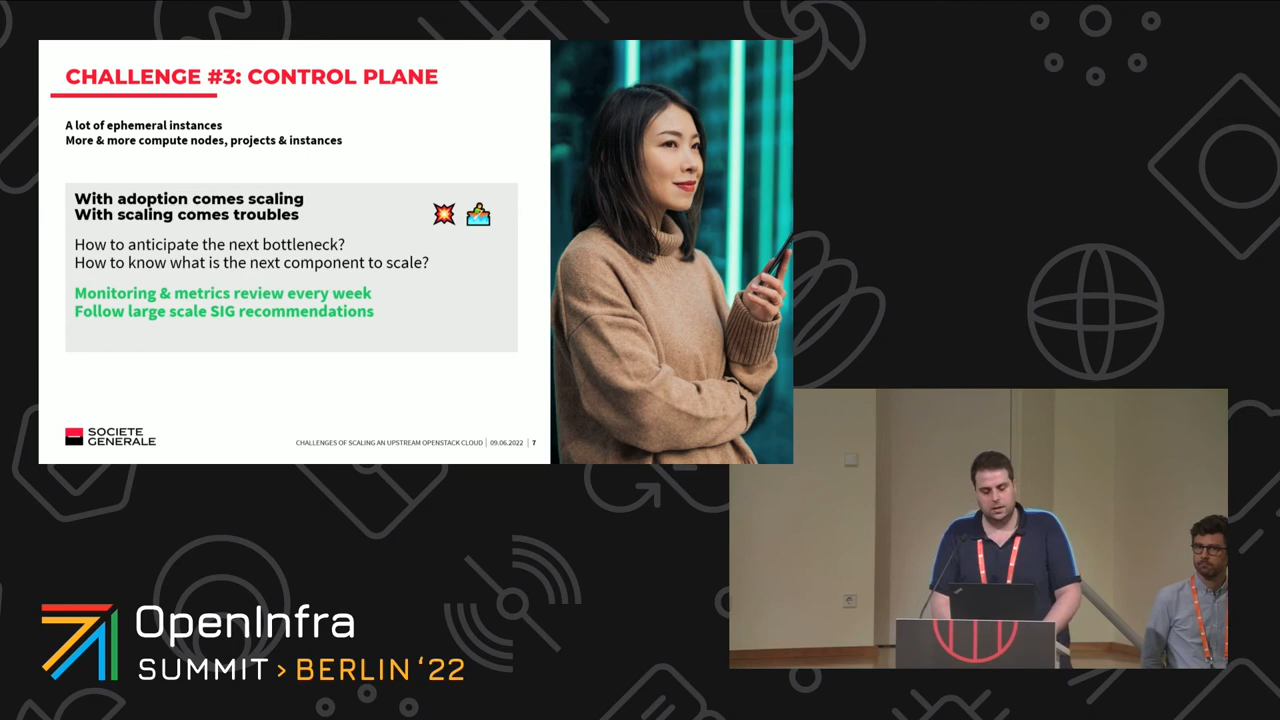 CHALLENGE #3: CONTROL PLANE
A lot of ephemeral instances
More & more compute nodes, projects & instances
With adoption comes scaling
With scaling comes troubles
How to anticipate the next bottleneck?
How to know what is the next component to scale?
Monitoring & metrics review every week
Follow large scale SIG recommendations
SOCIETE
GENERALE
CHALLENGES OF SCALING AN UPSTREAM OPENSTACK CLOUD | 09.06.2022 | 7
OpenInfra
SUMMIT > BERLIN ‘22